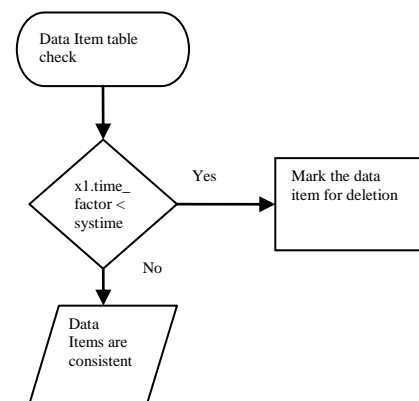 Data Item table
check
x1.time_
factor <
systime
Yes
Mark the data
item for deletion
No
Data
Items are
consistent